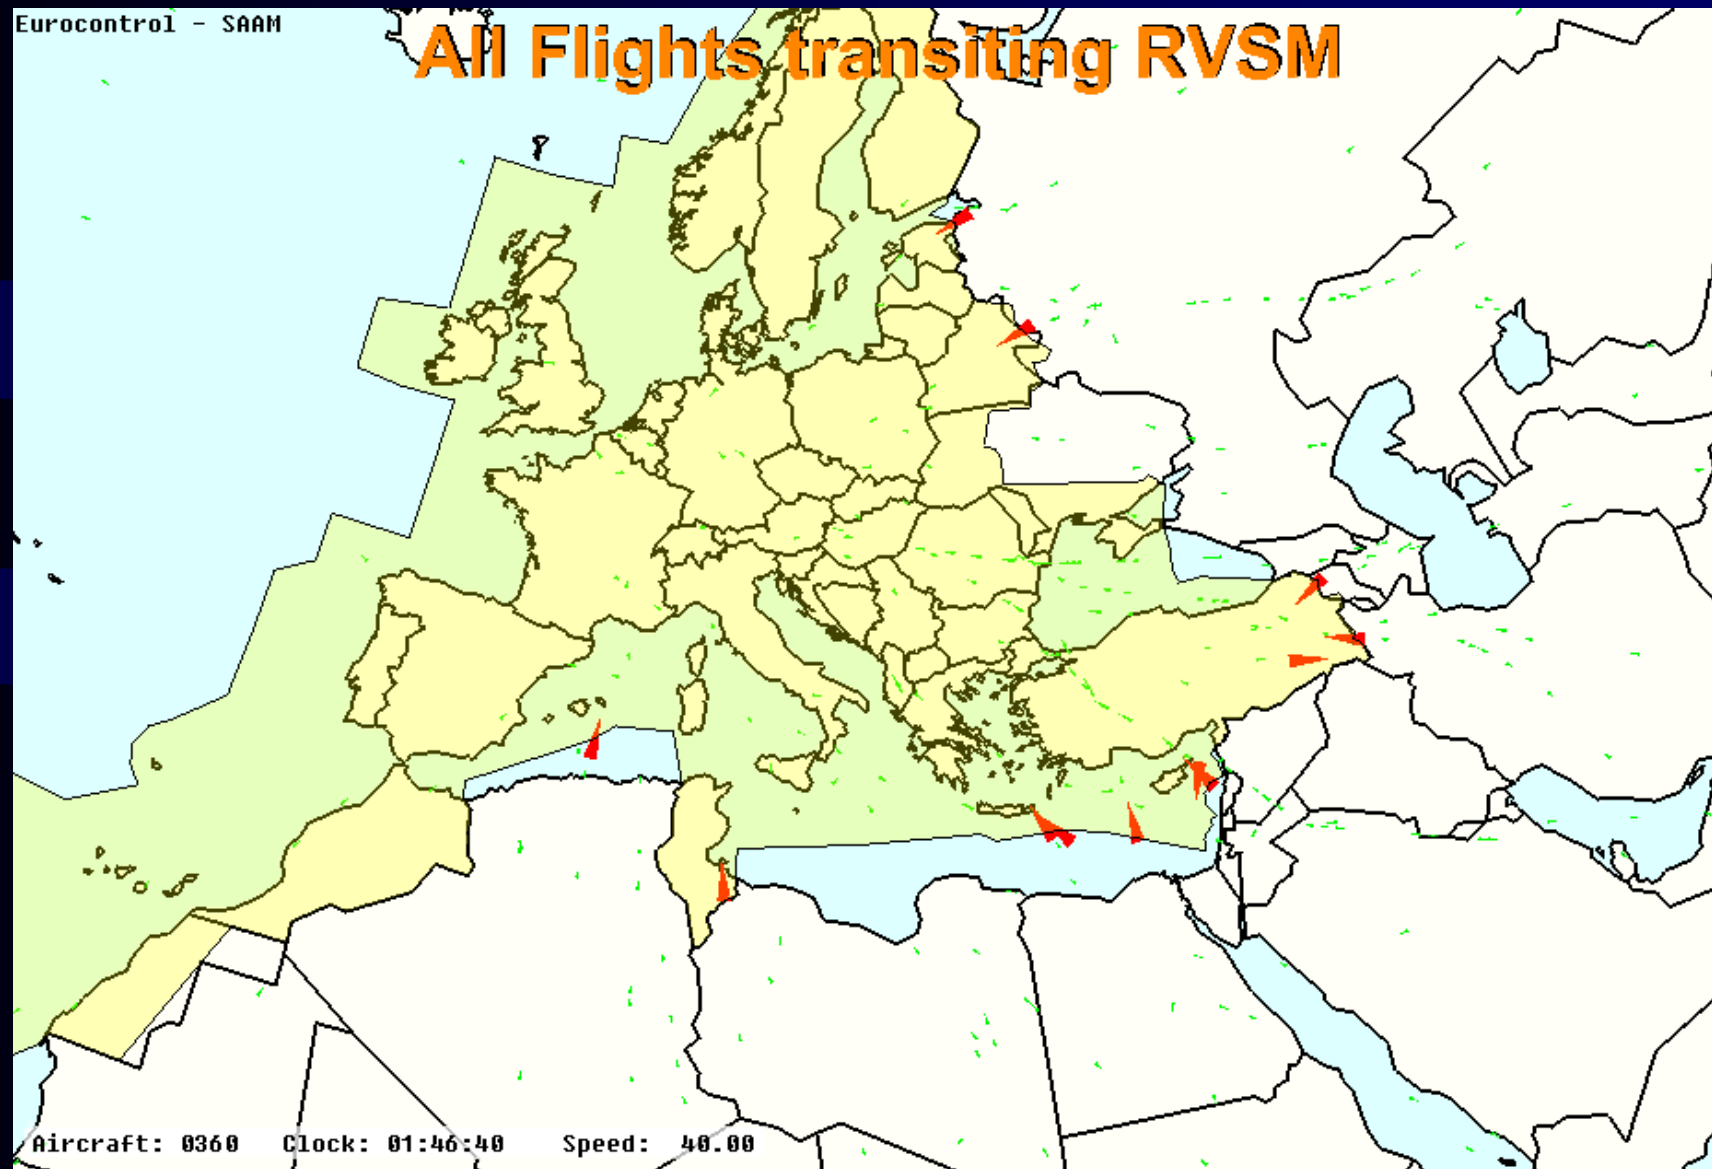 Eurocontrol - SAAM
All Flights transiting RVSM
Aircraft: 0360 Clock: 01:46:40 Speed: 40.00